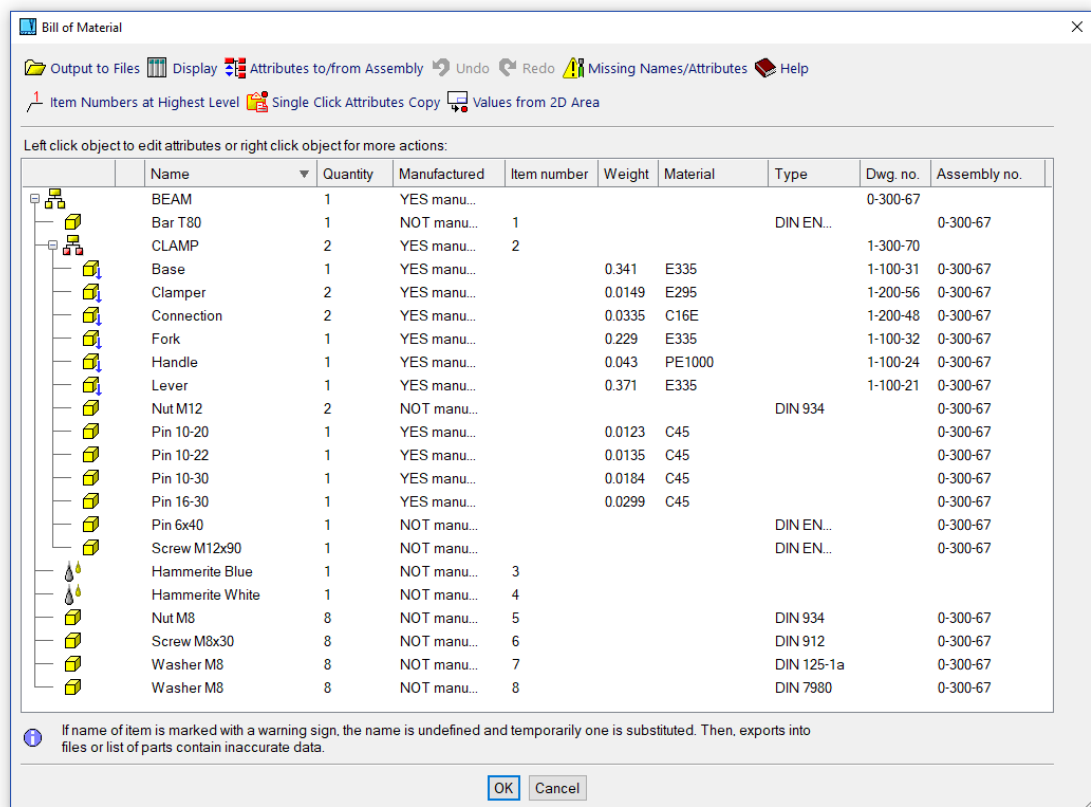 Bill of Material
Output to Files Display Attributes to/from Assembly Undo Redo Missing Names/Attributes Help
1 Item Numbers at Highest Level Single Click Attributes Copy Values from 2D Area
Left click object to edit attributes or right click object for more actions:
Name Quantity Manufactured Item number Weight Material Type Dwg. no. Assembly no.
BEAM 1 YES manu... 0-300-67
Bar T80 1 NOT manu... 1 DIN EN... 0-300-67
CLAMP 2 YES manu... 2 1-300-70
Base 1 YES manu... 0.341 E335 1-100-31 0-300-67
Clamper 2 YES manu... 0.0149 E295 1-200-56 0-300-67
Connection 2 YES manu... 0.0335 C16E 1-200-48 0-300-67
Fork 1 YES manu... 0.229 E335 1-100-32 0-300-67
Handle 1 YES manu... 0.043 PE1000 1-100-24 0-300-67
Lever 1 YES manu... 0.371 E335 1-100-21 0-300-67
Nut M12 2 NOT manu... DIN 934 0-300-67
Pin 10-20 1 YES manu... 0.0123 C45 0-300-67
Pin 10-22 1 YES manu... 0.0135 C45 0-300-67
Pin 10-30 1 YES manu... 0.0184 C45 0-300-67
Pin 16-30 1 YES manu... 0.0299 C45 0-300-67
Pin 6x40 1 NOT manu... DIN EN... 0-300-67
Screw M12x90 1 NOT manu... DIN EN... 0-300-67
Hammerite Blue 1 NOT manu... 3
Hammerite White 1 NOT manu... 4
Nut M8 8 NOT manu... 5 DIN 934 0-300-67
Screw M8x30 8 NOT manu... 6 DIN 912 0-300-67
Washer M8 8 NOT manu... 7 DIN 125-1a 0-300-67
Washer M8 8 NOT manu... 8 DIN 7980 0-300-67
If name of item is marked with a warning sign, the name is undefined and temporarily one is substituted. Then, exports into
files or list of parts contain inaccurate data.
OK Cancel